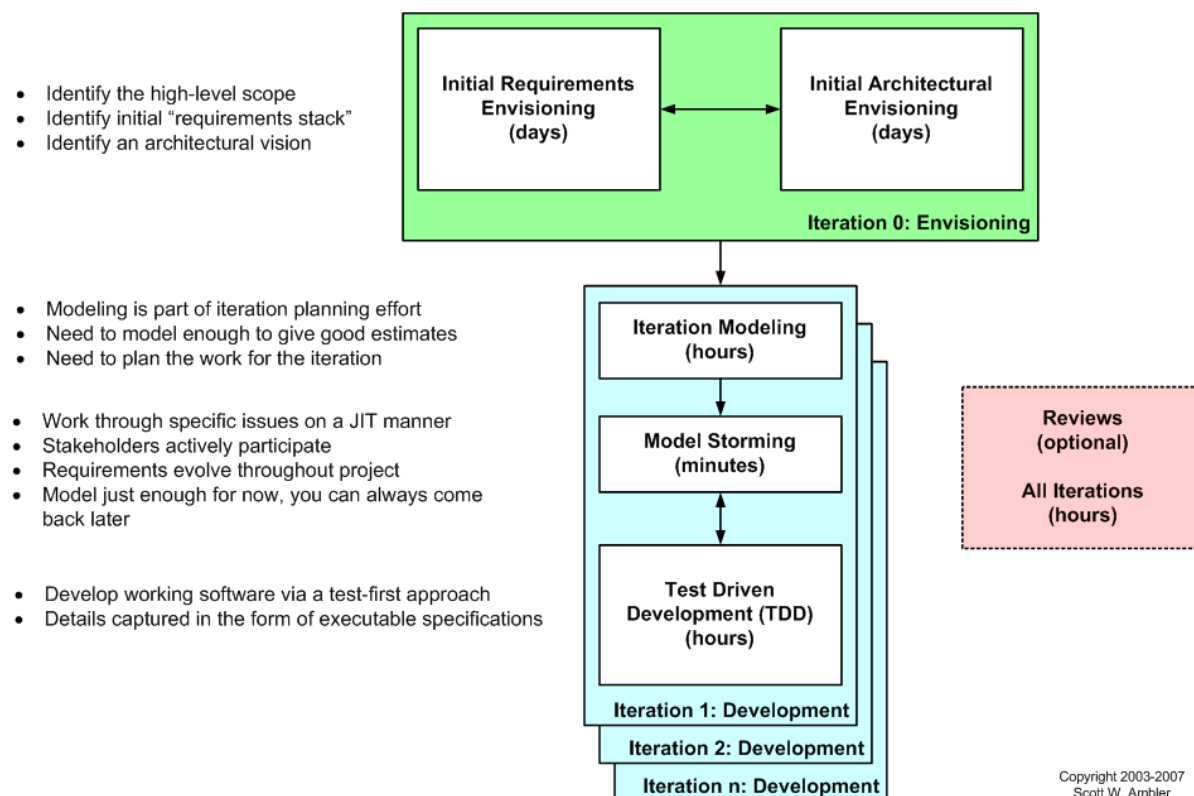 Initial Requirements
Envisioning
(days)
Initial Architectural
Envisioning
(days)
• Identify the high-level scope
• Identify initial “requirements stack”
• Identify an architectural vision
Iteration 0: Envisioning
• Modeling is part of iteration planning effort
• Need to model enough to give good estimates
• Need to plan the work for the iteration
Iteration Modeling
(hours)
• Work through specific issues on a JIT manner
• Stakeholders actively participate
• Requirements evolve throughout project
• Model just enough for now, you can always come
back later
Model Storming
(minutes)
Reviews
(optional)
All Iterations
(hours)
• Develop working software via a test-first approach
• Details captured in the form of executable specifications
Test Driven
Development (TDD)
(hours)
Iteration 1: Development
Iteration 2: Development
Iteration n: Development
Copyright 2003-2007
Scott W. Ambler